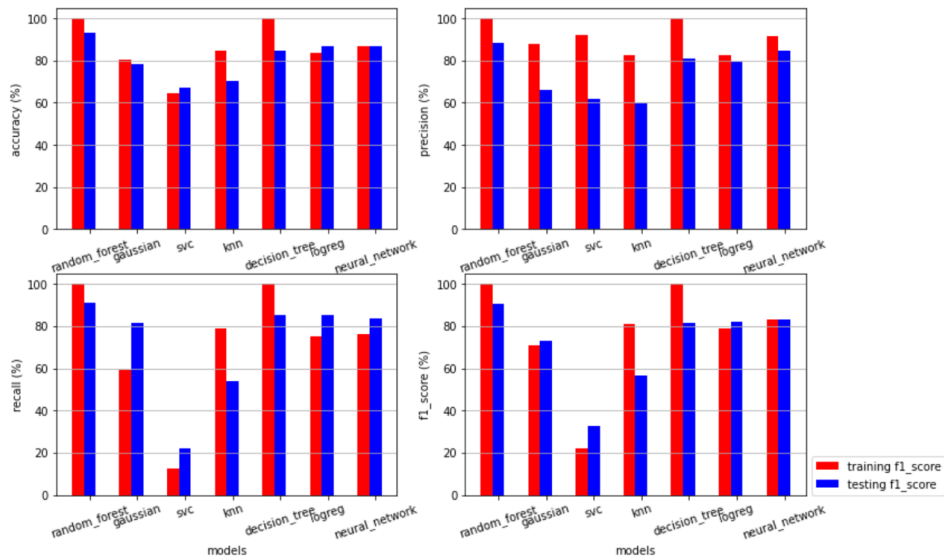 100
80
60
40
20
0
accuracy (%)
random_forest
gaussian
svc
knn
decision_tree
logreg
neural_network
100
80
60
40
20
0
precision (%)
random_forest
gaussian
svc
knn
decision_tree
logreg
neural_network
100
80
60
40
20
0
recall (%)
random_forest
gaussian
svc
knn
decision_tree
logreg
neural_network
models
100
80
60
40
20
0
f1_score (%)
random_forest
gaussian
svc
knn
decision_tree
logreg
neural_network
models
training f1_score
testing f1_score